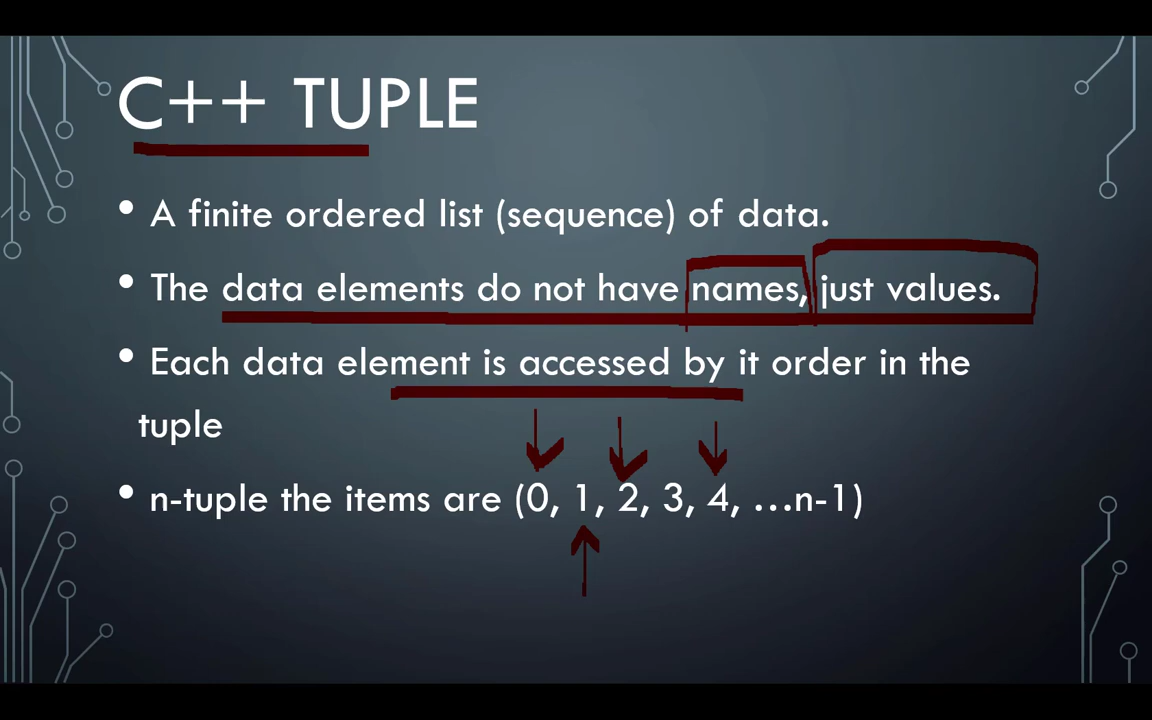 C++ TUPLE
• A finite ordered list (sequence) of data.
• The data elements do not have names, just values.
• Each data element is accessed by it order in the
tuple
• n-tuple the items are (0, 1, 2, 3, 4, …n-1)